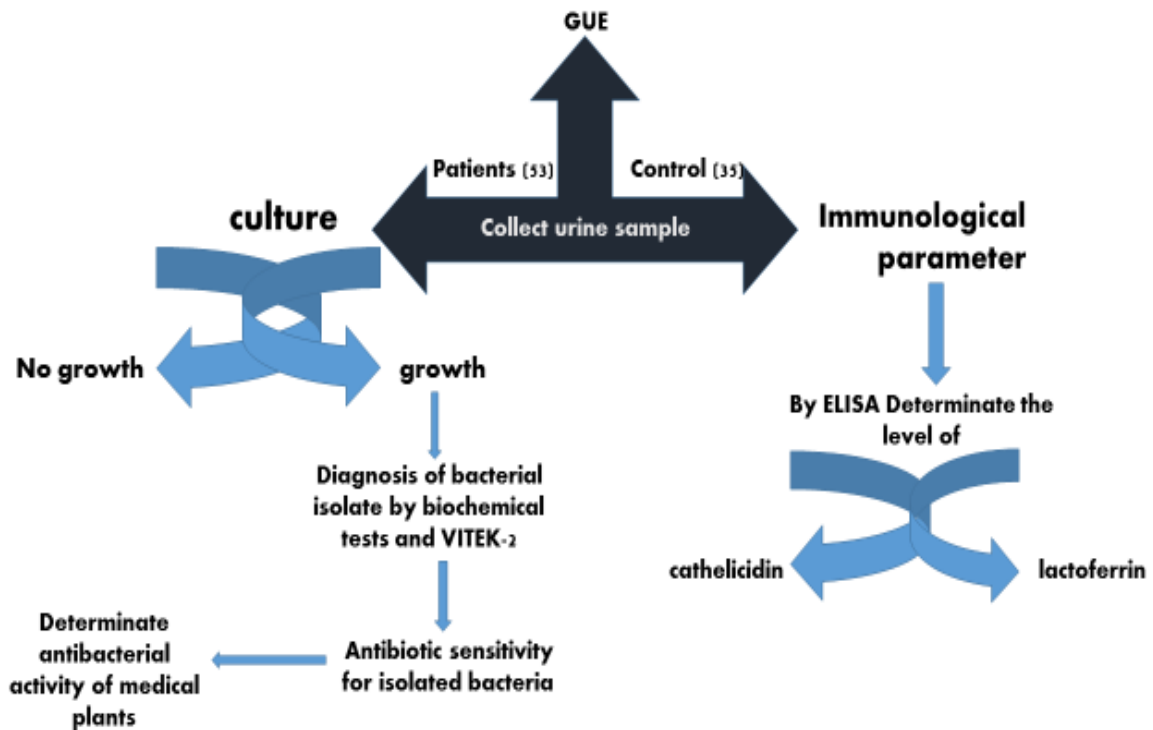 GUE
Patients (53)
Control (35)
Collect urine sample
culture
Immunological
parameter
No growth
growth
By ELISA Determinate the
level of
Diagnosis of bacterial
isolate by biochemical
tests and VITEK-2
cathelicidin
lactoferrin
Determinate
antibacterial
activity of medical
plants
Antibiotic sensitivity
for isolated bacteria